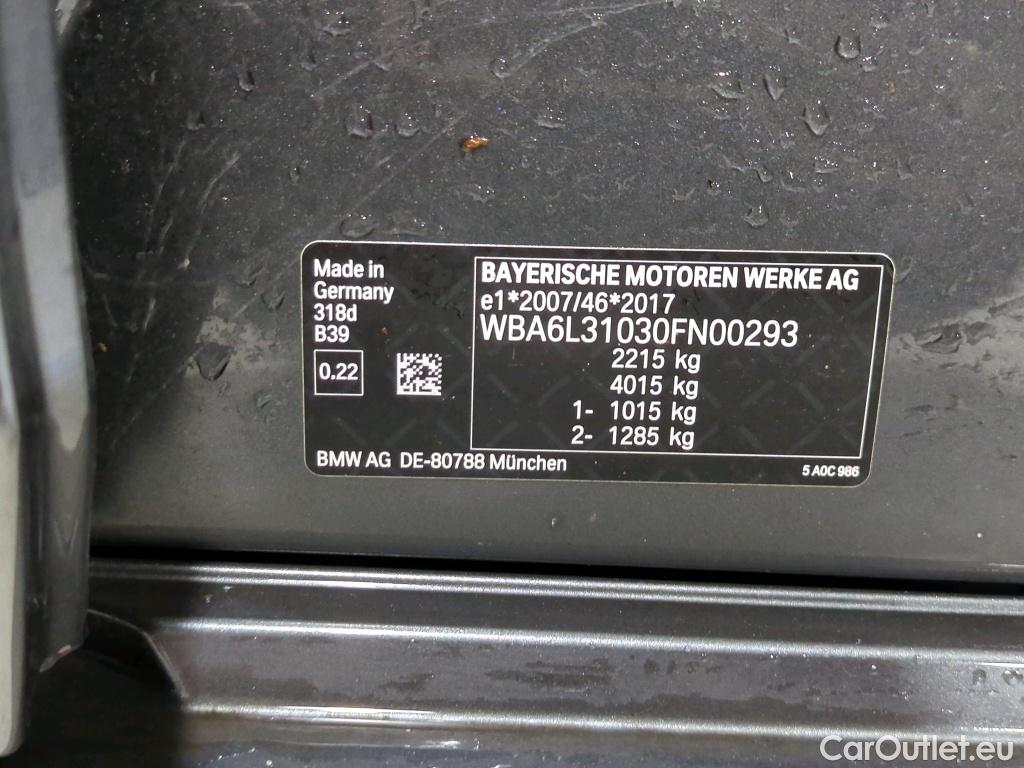 Made in
Germany
318d
B39
0.22
BAYERISCHE MOTOREN WERKE AG
e1*2007/46*2017
WBA6L31030FN00293
2215 kg
4015 kg
1- 1015 kg
2- 1285 kg
BMW AG DE-80788 München
5 A0C 986
CarOutlet.eu